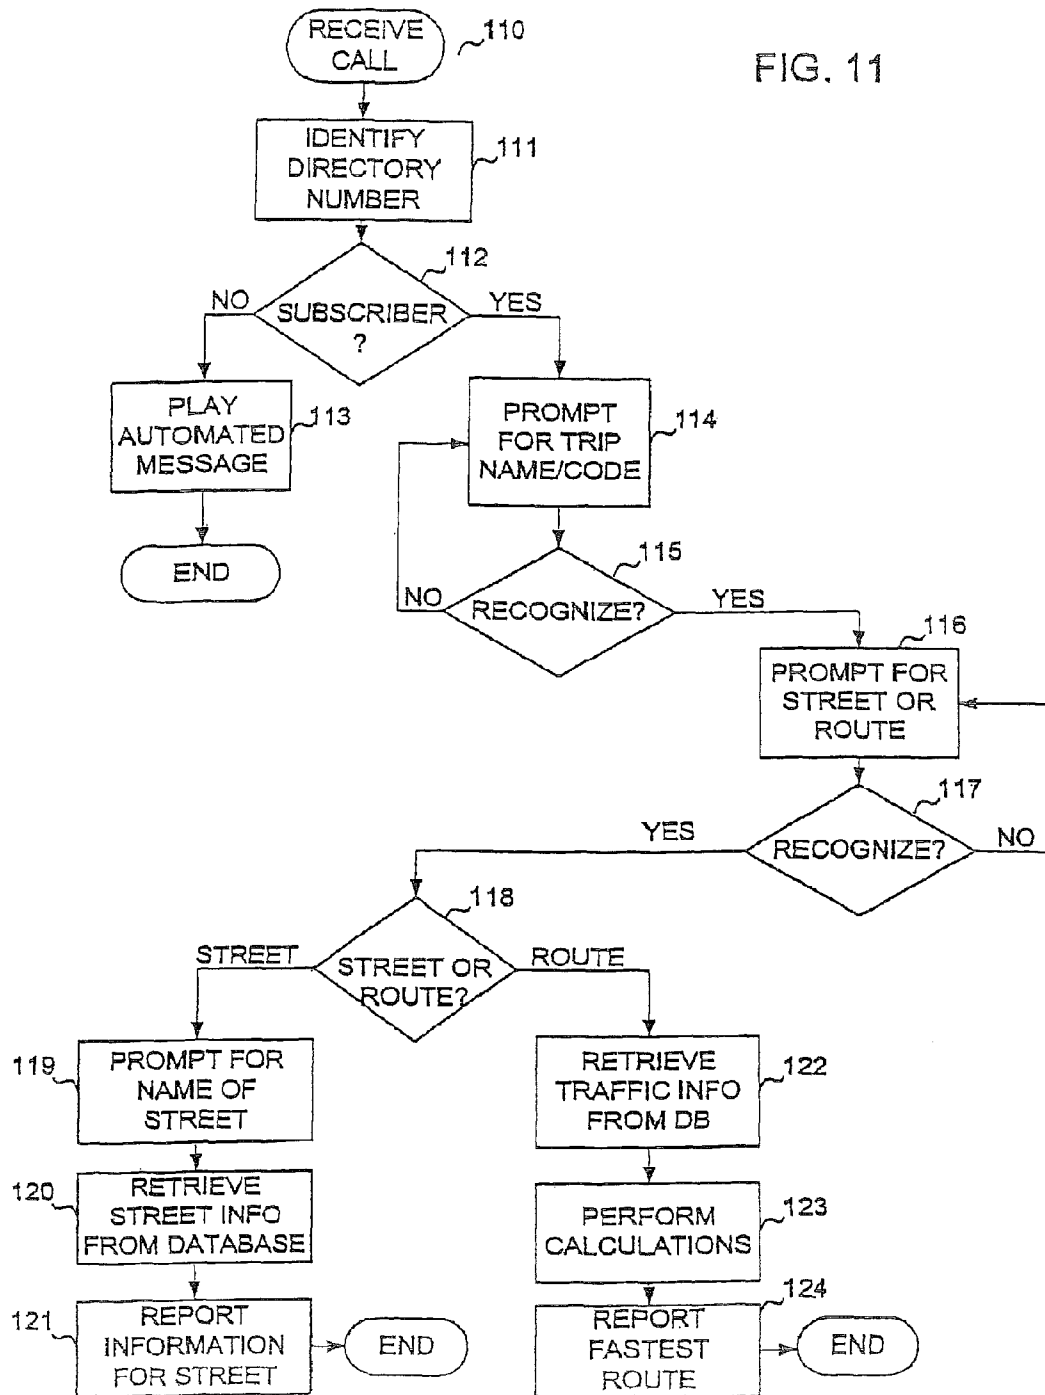 RECEIVE
CALL
110
FIG. 11
IDENTIFY
DIRECTORY
NUMBER
111
112
NO
SUBSCRIBER
?
YES
PLAY
AUTOMATED
MESSAGE
113
PROMPT
FOR TRIP
NAME/CODE
114
END
115
NO
RECOGNIZE?
YES
116
PROMPT FOR
STREET OR
ROUTE
117
YES
RECOGNIZE?
NO
118
STREET
STREET OR
ROUTE?
ROUTE
119
PROMPT FOR
NAME OF
STREET
RETRIEVE
TRAFFIC INFO
FROM DB
122
120
RETRIEVE
STREET INFO
FROM DATABASE
PERFORM
CALCULATIONS
123
121
REPORT
INFORMATION
FOR STREET
END
124
REPORT
FASTEST
ROUTE
END